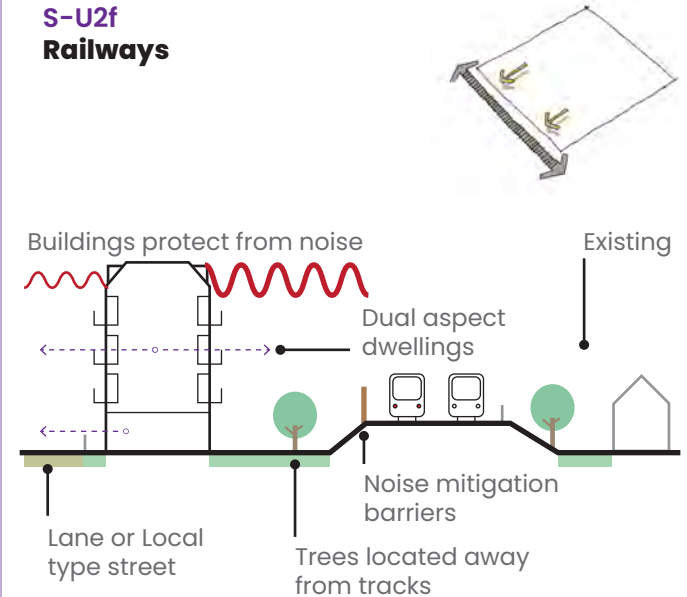 S-U2f
Railways
Buildings protect from noise
Existing
Dual aspect
dwellings
Noise mitigation
barriers
Lane or Local
type street
Trees located away
from tracks